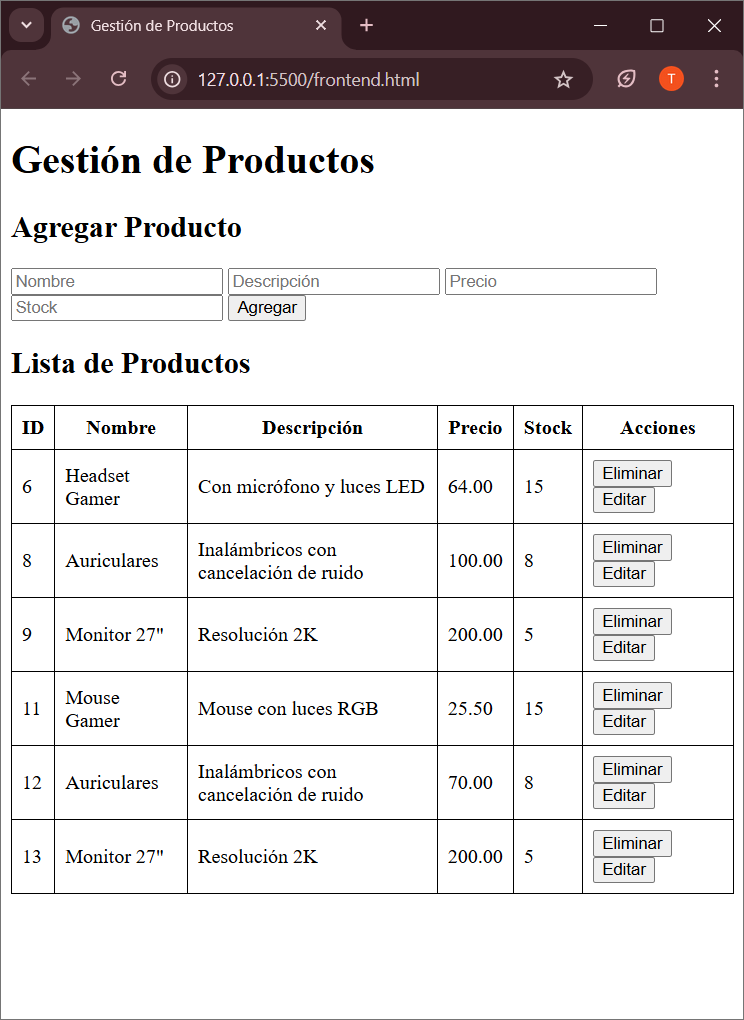 Gestión de Productos
127.0.0.1:5500/frontend.html
T
Gestión de Productos
Agregar Producto
Nombre Descripción Precio
Stock Agregar
Lista de Productos
ID Nombre Descripción Precio Stock Acciones
6 Headset Gamer Con micrófono y luces LED 64.00 15 Eliminar Editar
8 Auriculares Inalámbricos con cancelación de ruido 100.00 8 Eliminar Editar
9 Monitor 27" Resolución 2K 200.00 5 Eliminar Editar
11 Mouse Gamer Mouse con luces RGB 25.50 15 Eliminar Editar
12 Auriculares Inalámbricos con cancelación de ruido 70.00 8 Eliminar Editar
13 Monitor 27" Resolución 2K 200.00 5 Eliminar Editar